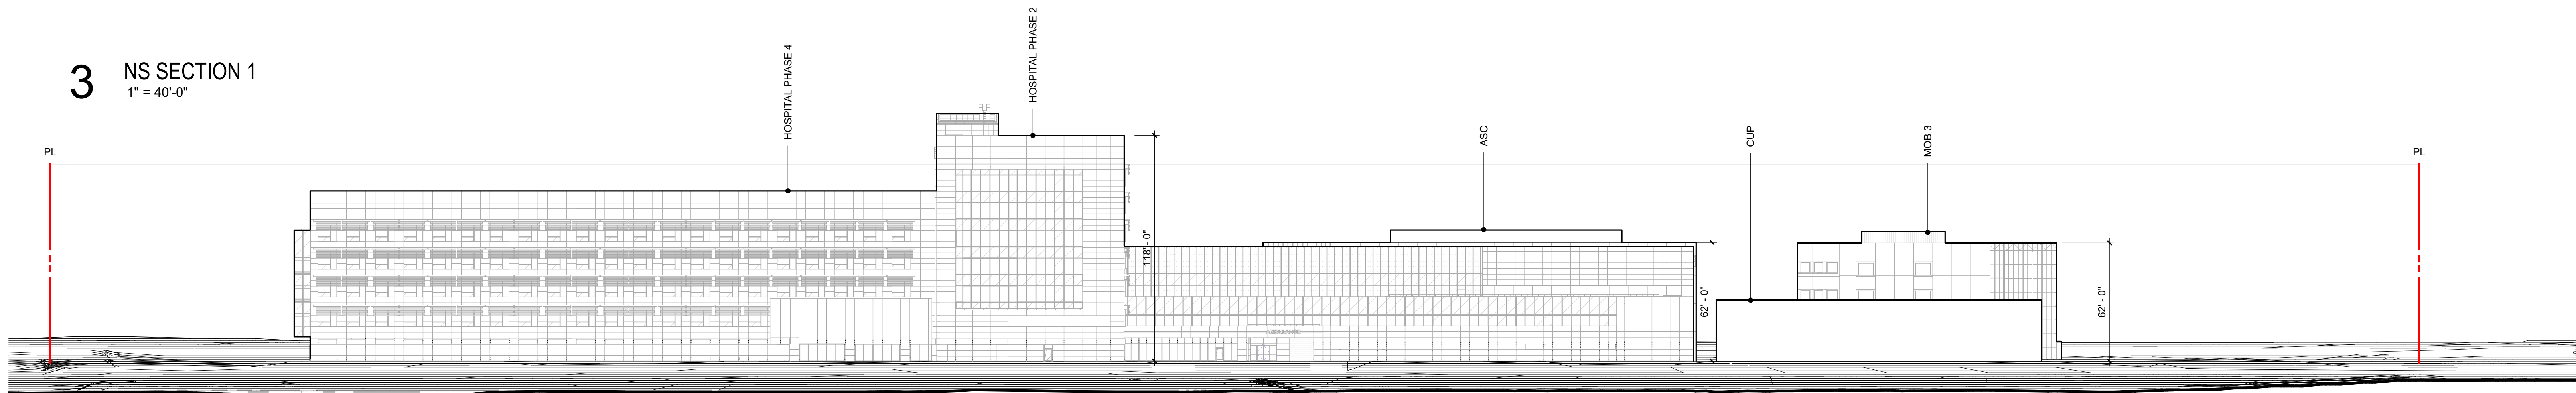 3
NS SECTION 1
1" = 40'-0"
HOSPITAL PHASE 4
HOSPITAL PHASE 2
ASC
CUP
MOB 3
PL
PL
118' - 0"
62' - 0"
62' - 0"
AMBULANCE